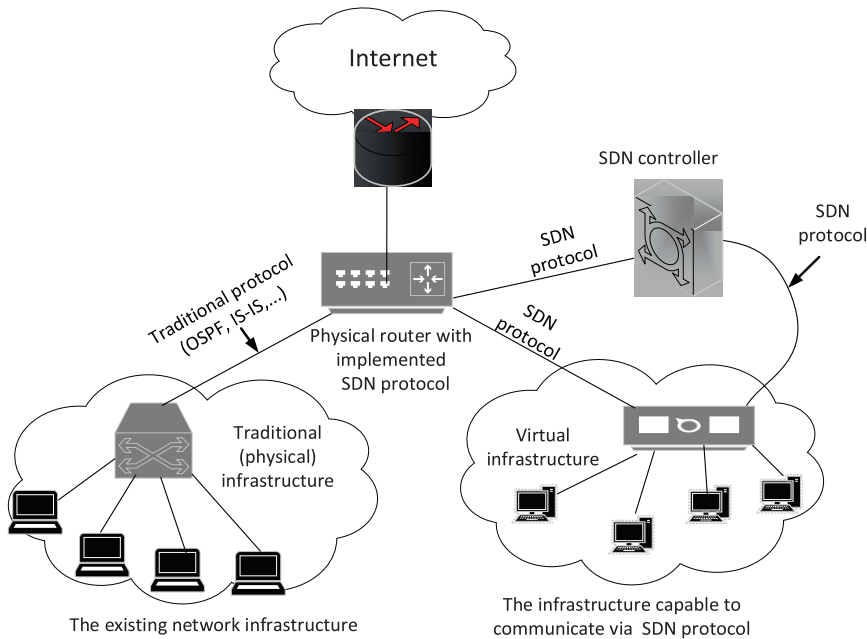 Internet
SDN controller
SDN
protocol
SDN
protocol
Traditional protocol
(OSPF, IS-IS,...)
Physical router with
implemented
SDN protocol
SDN
protocol
Traditional
(physical)
infrastructure
Virtual
infrastructure
The existing network infrastructure
The infrastructure capable to
communicate via SDN protocol